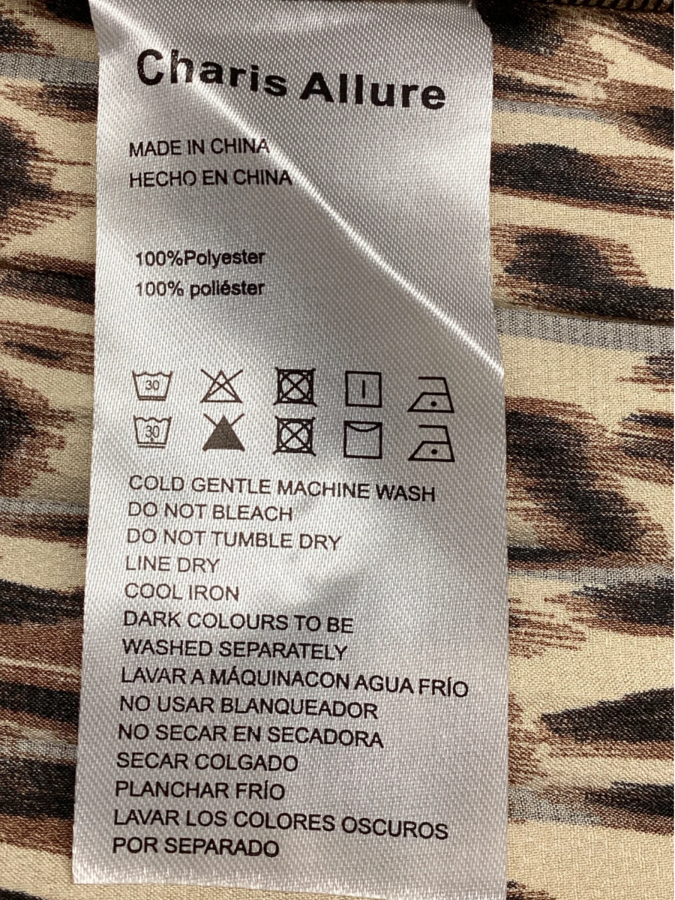 Charis Allure
MADE IN CHINA
HECHO EN CHINA
100%Polyester
100% poliéster
30
30
COLD GENTLE MACHINE WASH
DO NOT BLEACH
DO NOT TUMBLE DRY
LINE DRY
COOL IRON
DARK COLOURS TO BE
WASHED SEPARATELY
LAVAR A MÁQUINACON AGUA FRÍO
NO USAR BLANQUEADOR
NO SECAR EN SECADORA
SECAR COLGADO
PLANCHAR FRÍO
LAVAR LOS COLORES OSCUROS
POR SEPARADO